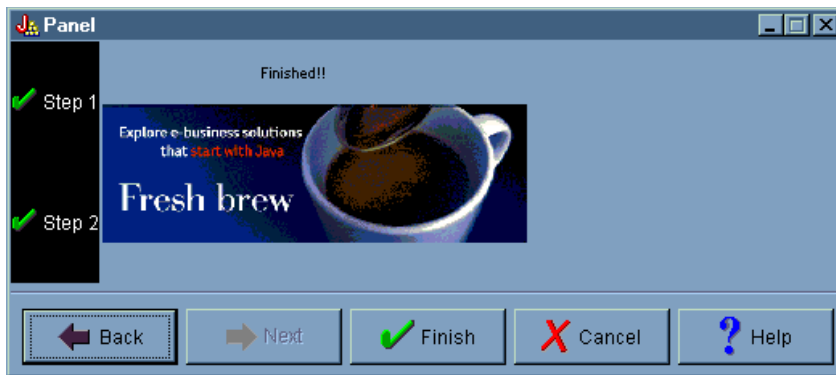 Panel
Finished!!
Step 1
Explore e-business solutions
that start with Java
Fresh brew
Step 2
Back
Next
Finish
Cancel
Help